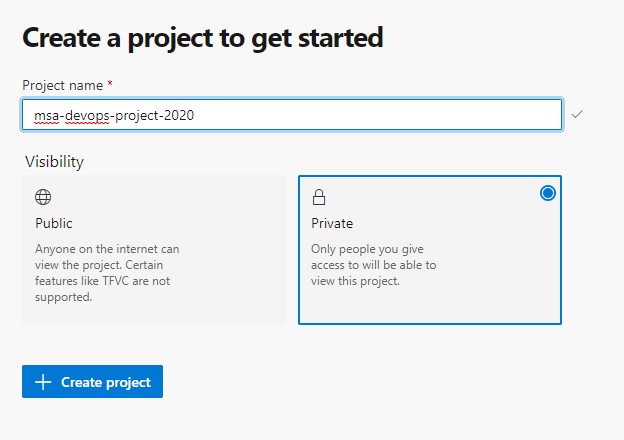 Create a project to get started
Project name *
msa-devops-project-2020
Visibility
Public
Anyone on the internet can
view the project. Certain
features like TFVC are not
supported.
Private
Only people you give
access to will be able to
view this project.
Create project